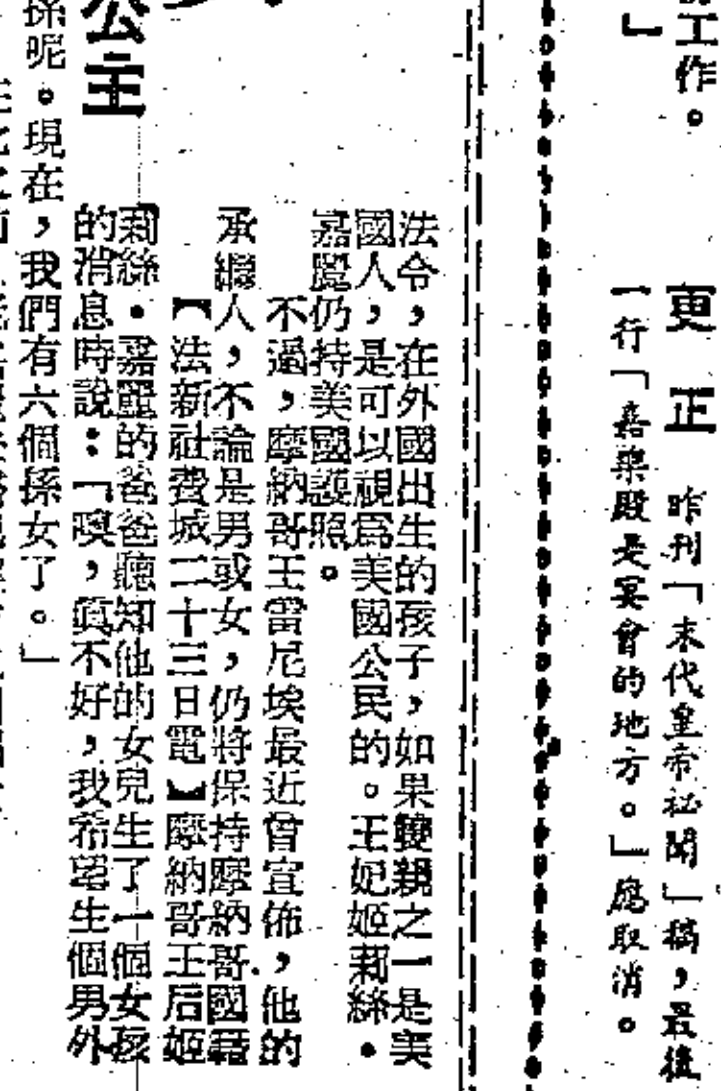 工作。
」
更正 昨刊「末代皇帝祕聞」稿，最後
一行「嘉樂殿是宴會的地方。」應取消。
法令，在外國出生的孩子，如果雙親之一是美
國人，是可以視爲美國公民的。王妃姬莉絲・
嘉麗仍持美國護照。
不過，摩納哥王雷尼埃最近曾宣佈，他的
承繼人，不論是男或女，仍將保持摩納哥國籍
【法新社費城二十三日電】摩納哥王后姬
莉絲・嘉麗的爸爸聽知他的女兒生了一個女孩
的消息時說：「噢，真不好，我希望生個男外
孫呢。現在，我們有六個孫女了。」
公主